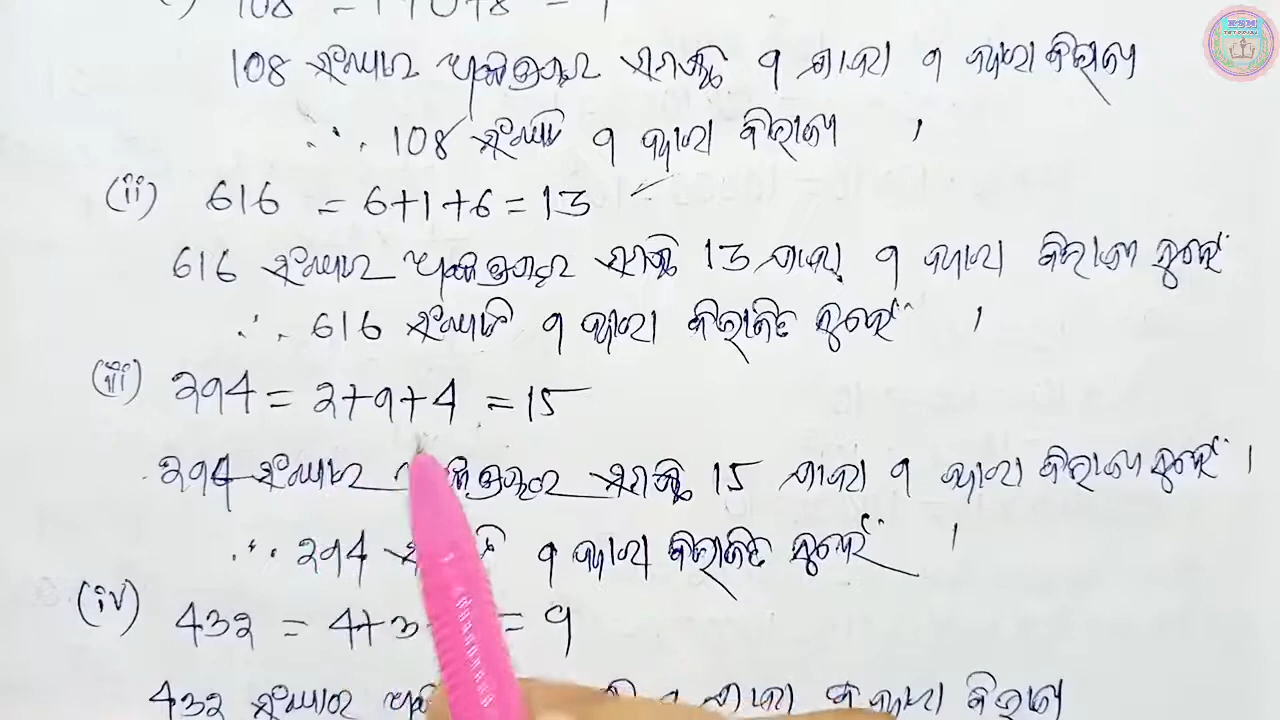 108 = 1+0+8 = 9
108 ସଂଖ୍ୟାର ଅଙ୍କଗୁଡ଼ିକର ସମଷ୍ଟି 9 ଯାହା 9 ଦ୍ୱାରା ବିଭାଜ୍ୟ
∴ 108 ସଂଖ୍ୟାଟି 9 ଦ୍ୱାରା ବିଭାଜ୍ୟ ।
(ii) 616 = 6+1+6 = 13
616 ସଂଖ୍ୟାର ଅଙ୍କଗୁଡ଼ିକର ସମଷ୍ଟି 13 ଯାହା 9 ଦ୍ୱାରା ବିଭାଜ୍ୟ ନୁହେଁ
∴ 616 ସଂଖ୍ୟାଟି 9 ଦ୍ୱାରା ବିଭାଜିତ ନୁହେଁ ।
(iii) 294 = 2+9+4 = 15
294 ସଂଖ୍ୟାର ଅଙ୍କଗୁଡ଼ିକର ସମଷ୍ଟି 15 ଯାହା 9 ଦ୍ୱାରା ବିଭାଜ୍ୟ ନୁହେଁ ।
∴ 294 9 ଦ୍ୱାରା ବିଭାଜିତ ନୁହେଁ ।
(iv) 432 = 4+3 = 9
432 ସଂଖ୍ୟାର 9 ଯାହା ଦ୍ୱାରା ବିଭାଜ୍ୟ